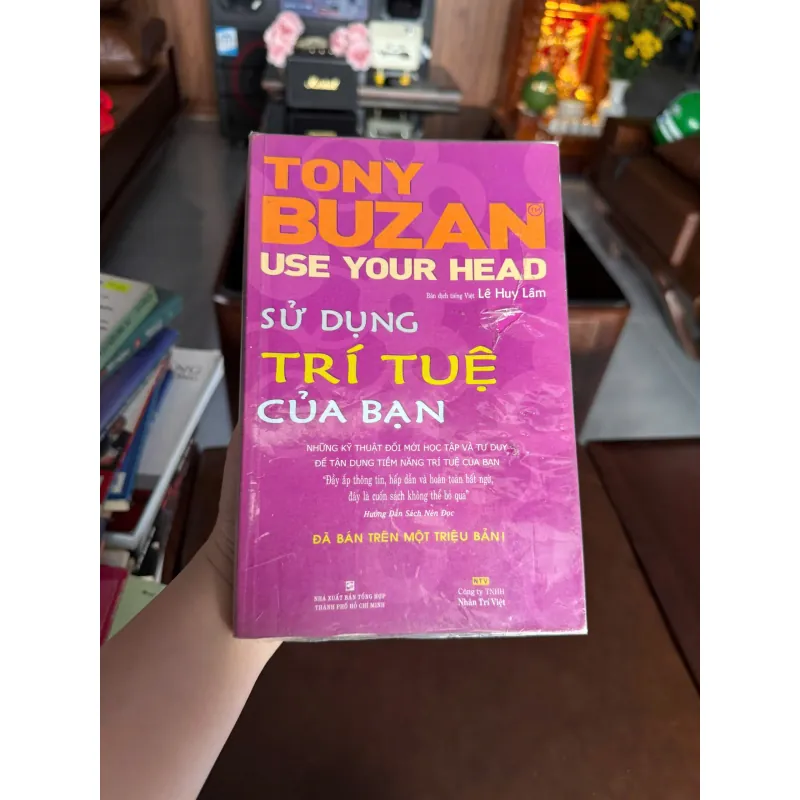 TONY
BUZAN
TM
USE YOUR HEAD
Bản dịch tiếng Việt Lê Huy Lâm
SỬ DỤNG
TRÍ TUỆ
CỦA BẠN
NHỮNG KỸ THUẬT ĐỔI MỚI HỌC TẬP VÀ TƯ DUY
ĐỂ TẬN DỤNG TIỀM NĂNG TRÍ TUỆ CỦA BẠN
"Đầy ắp thông tin, hấp dẫn và hoàn toàn bất ngờ,
đây là cuốn sách không thể bỏ qua"
Hướng Dẫn Sách Nên Đọc
ĐÃ BÁN TRÊN MỘT TRIỆU BẢN!
NHÀ XUẤT BẢN TỔNG HỢP
THÀNH PHỐ HỒ CHÍ MINH
NTV
Công ty TNHH
Nhân Trí Việt
Marshall